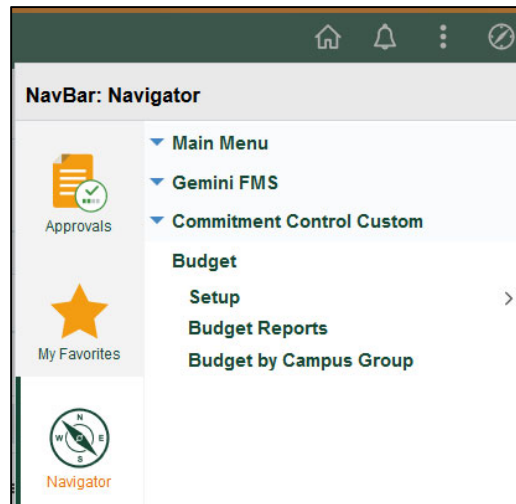 NavBar: Navigator
Approvals
My Favorites
N
W E
S
Navigator
Main Menu
Gemini FMS
Commitment Control Custom
Budget
Setup
Budget Reports
Budget by Campus Group